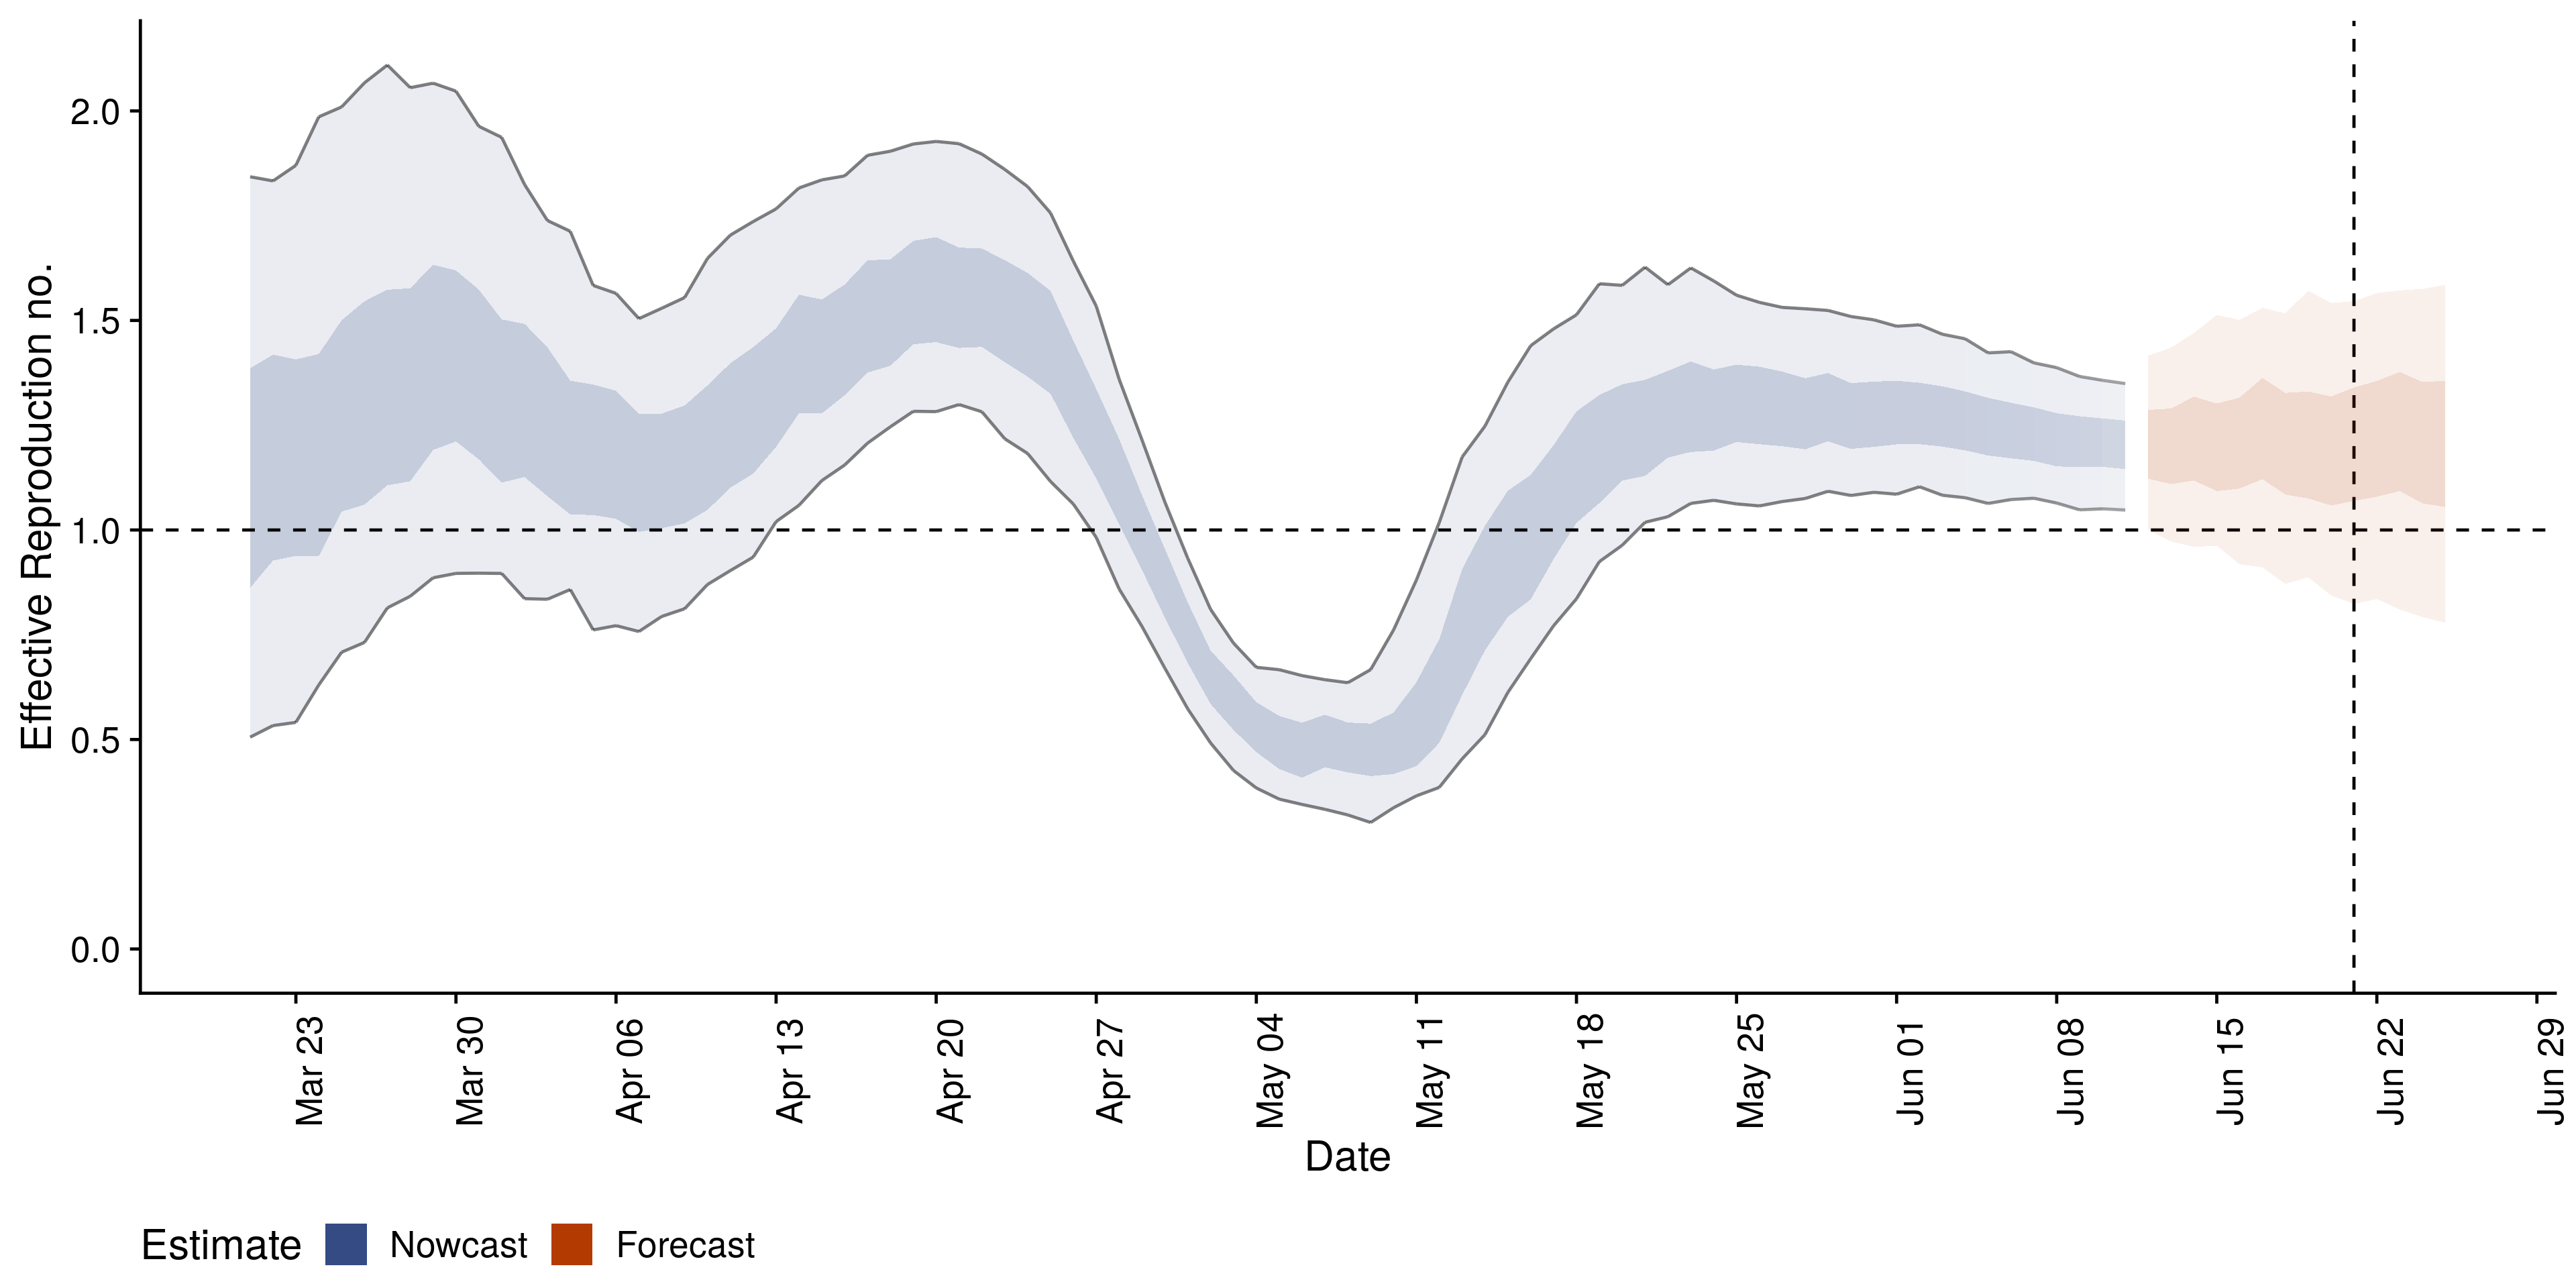 Effective Reproduction no.
2.0
1.5
1.0
0.5
0.0
Mar 23
Mar 30
Apr 06
Apr 13
Apr 20
Apr 27
May 04
May 11
May 18
May 25
Jun 01
Jun 08
Jun 15
Jun 22
Jun 29
Date
Estimate Nowcast Forecast